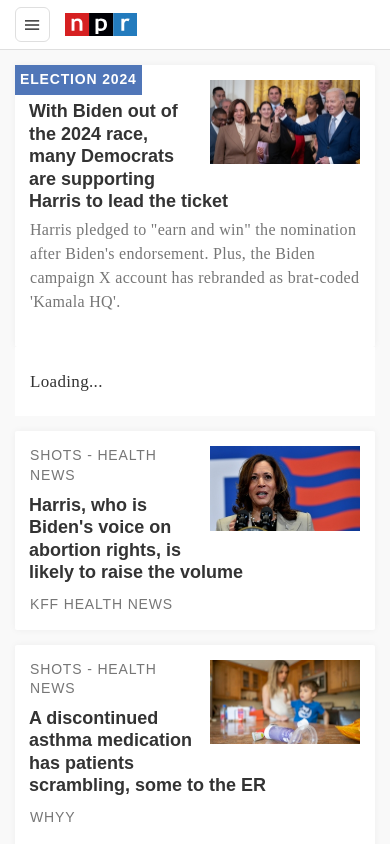 npr
ELECTION 2024
With Biden out of
the 2024 race,
many Democrats
are supporting
Harris to lead the ticket
Harris pledged to "earn and win" the nomination
after Biden's endorsement. Plus, the Biden
campaign X account has rebranded as brat-coded
'Kamala HQ'.
Loading...
SHOTS - HEALTH
NEWS
Harris, who is
Biden's voice on
abortion rights, is
likely to raise the volume
KFF HEALTH NEWS
SHOTS - HEALTH
NEWS
A discontinued
asthma medication
has patients
scrambling, some to the ER
WHYY